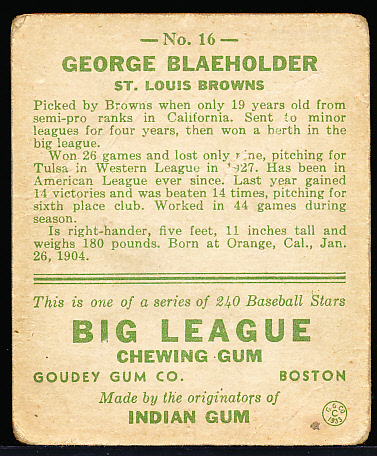 — No. 16 —
GEORGE BLAEHOLDER
ST. LOUIS BROWNS
Picked by Browns when only 19 years old from
semi-pro ranks in California. Sent to minor
leagues for four years, then won a berth in the
big league.
Won 26 games and lost only nine, pitching for
Tulsa in Western League in 1927. Has been in
American League ever since. Last year gained
14 victories and was beaten 14 times, pitching for
sixth place club. Worked in 44 games during
season.
Is right-hander, five feet, 11 inches tall and
weighs 180 pounds. Born at Orange, Cal., Jan.
26, 1904.
This is one of a series of 240 Baseball Stars
BIG LEAGUE
CHEWING GUM
GOUDEY GUM CO. BOSTON
Made by the originators of
INDIAN GUM
G. G. CO.
C
1933